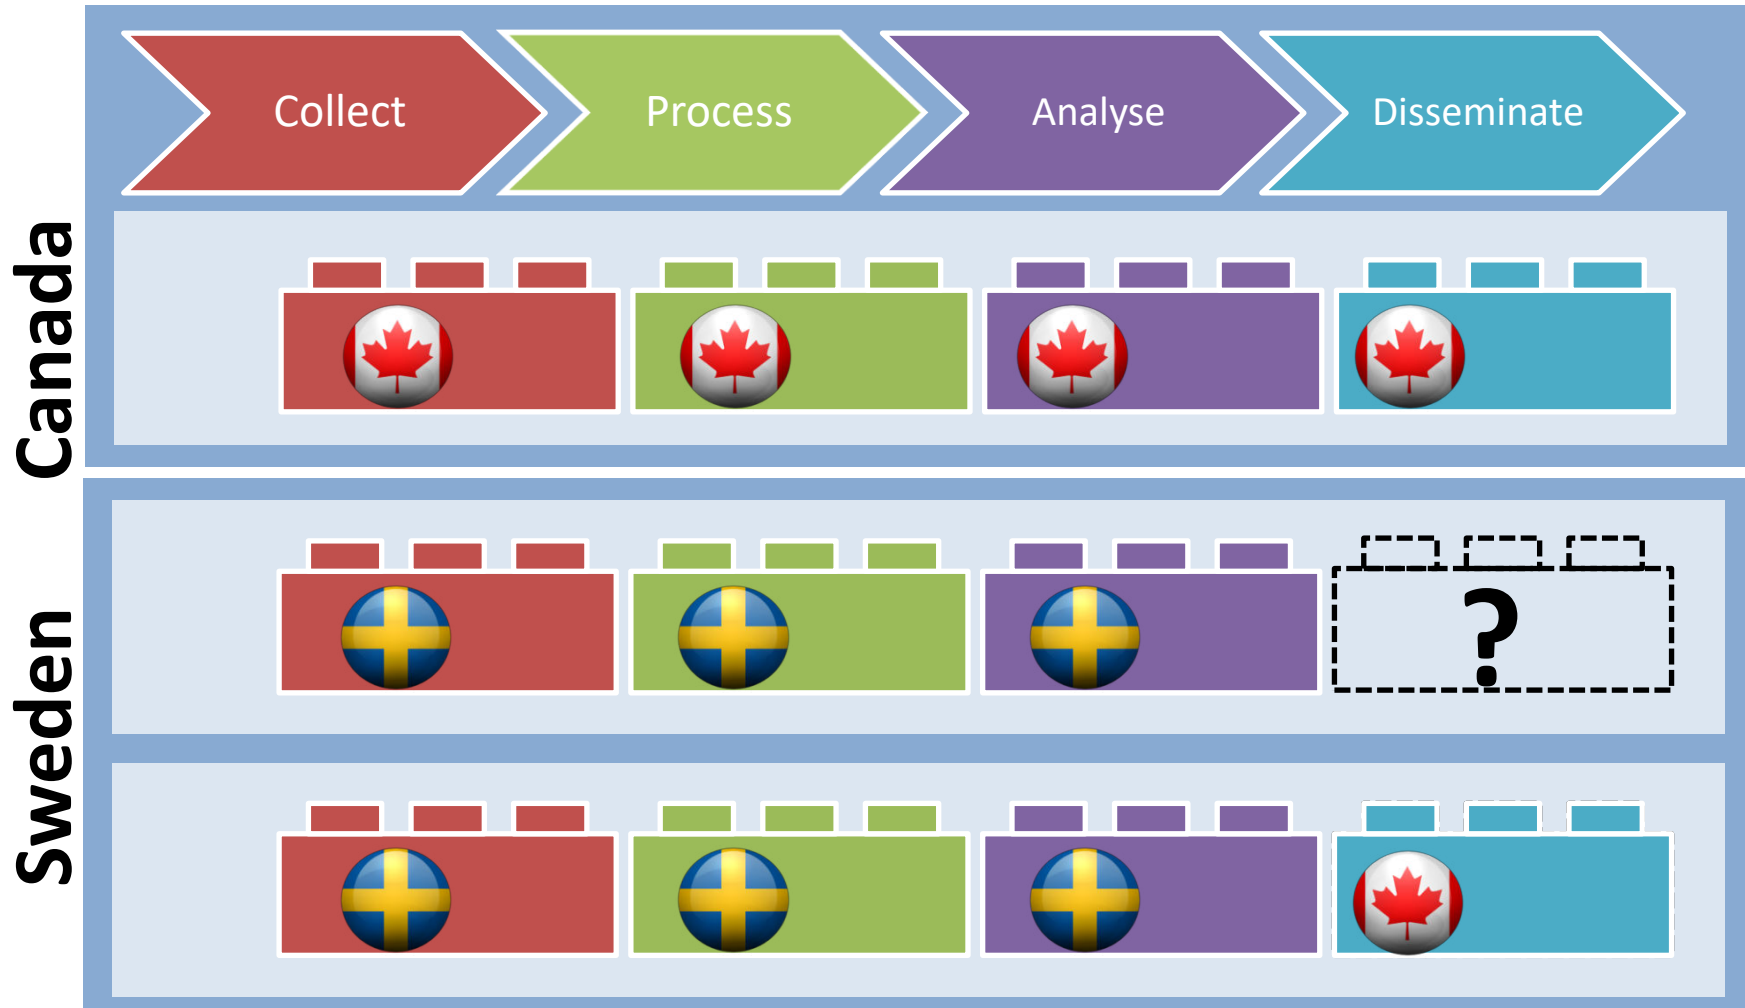 Collect
Process
Analyse
Disseminate
Canada
Sweden
?